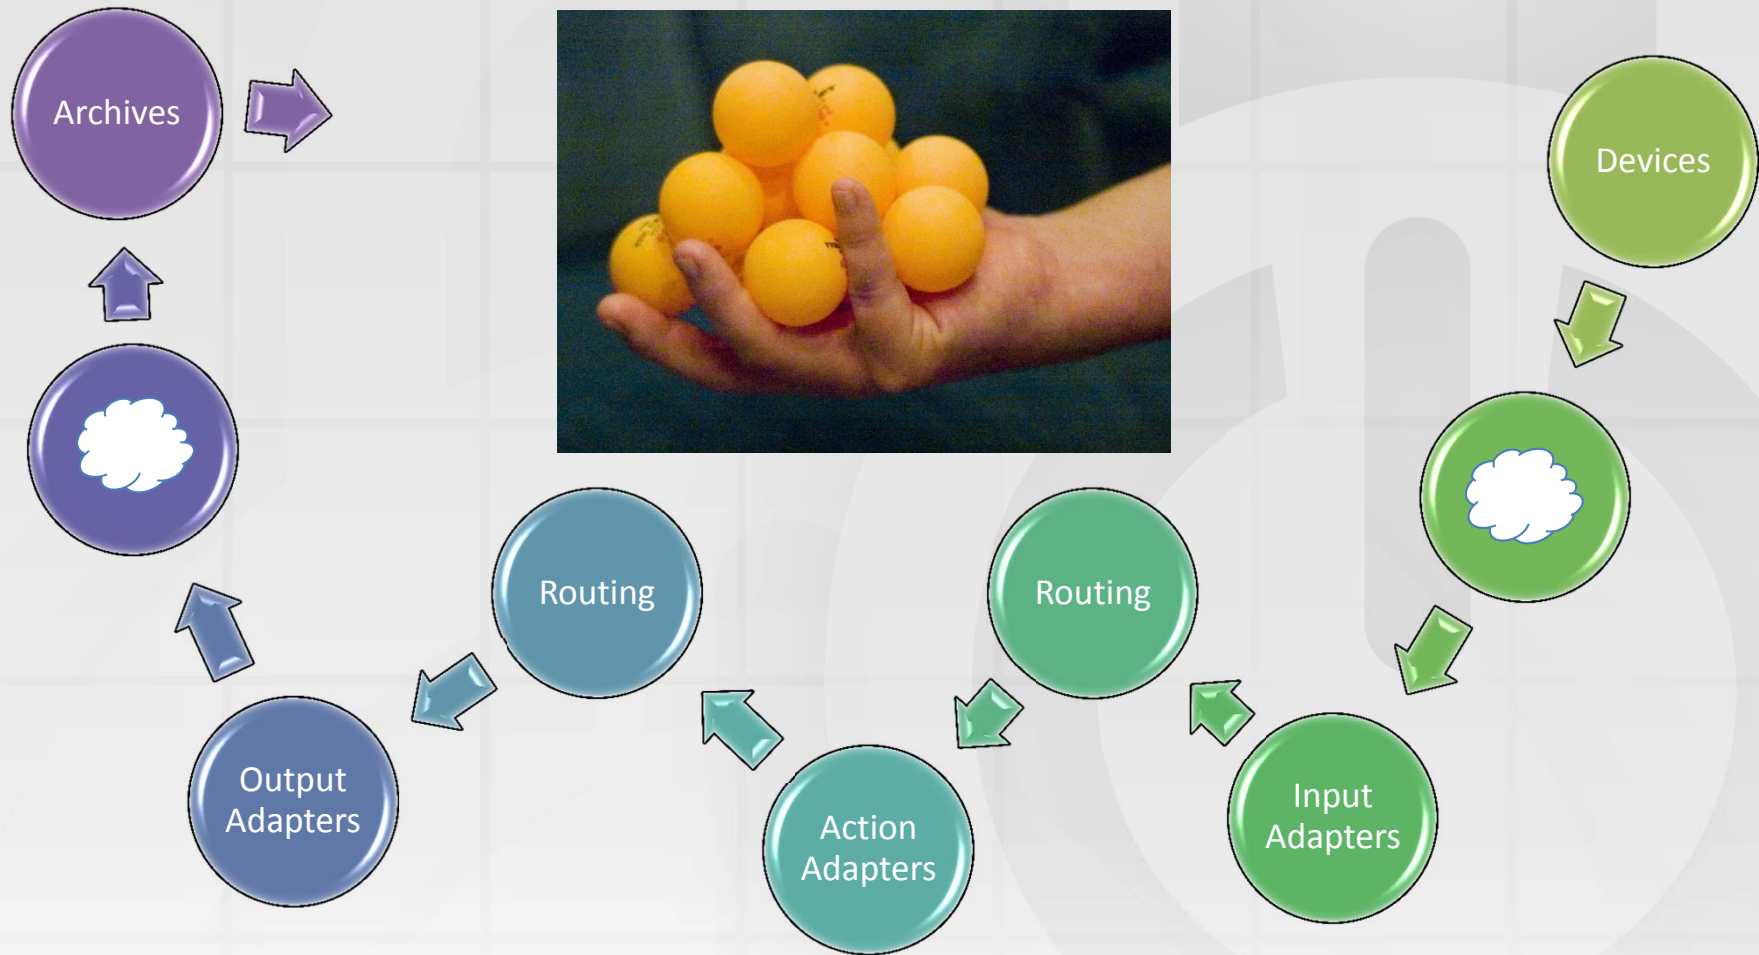 Archives
Devices
Routing
Routing
Output
Adapters
Action
Adapters
Input
Adapters